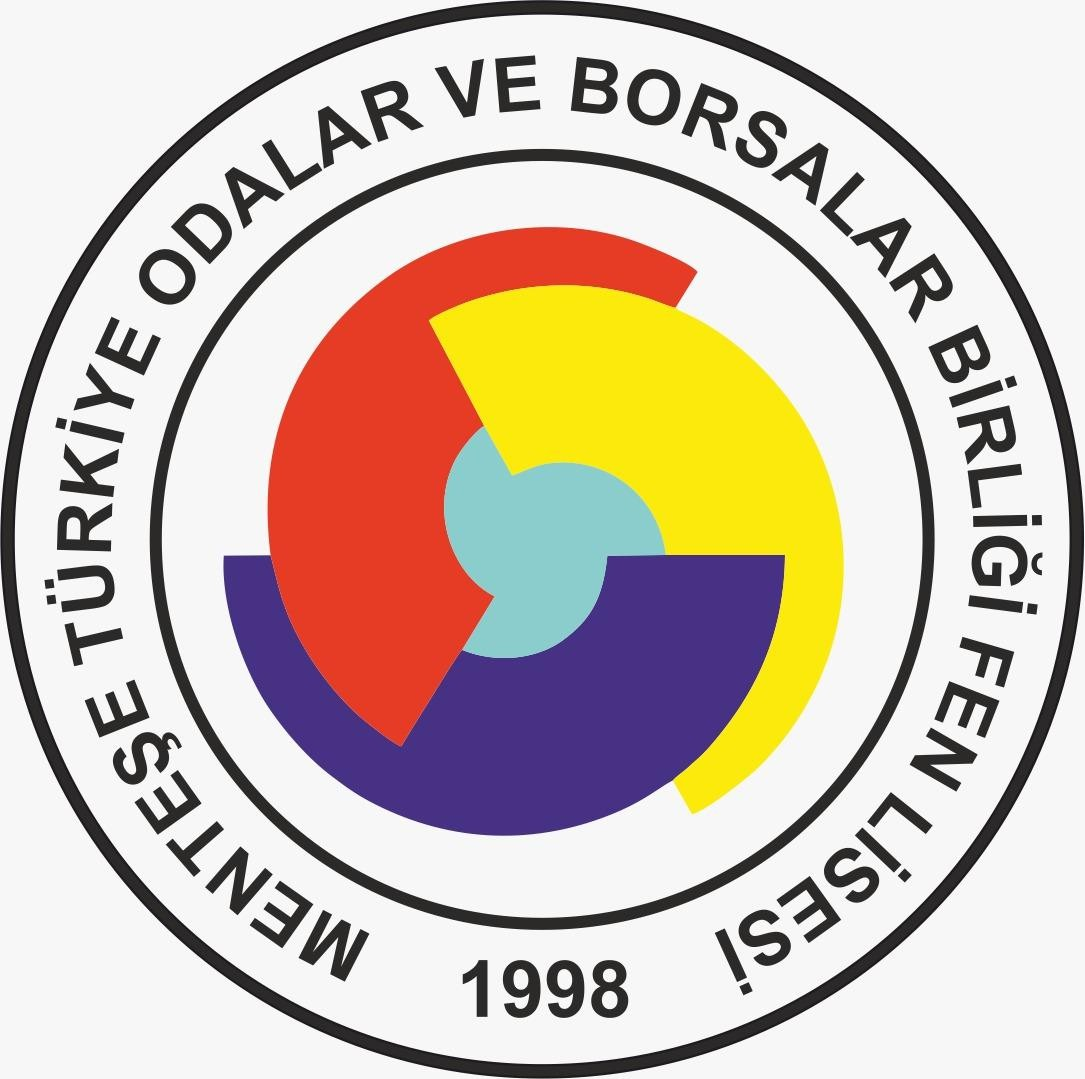 MENTEŞE TÜRKİYE ODALAR VE BORSALAR BİRLİĞİ FEN LİSESİ
1998